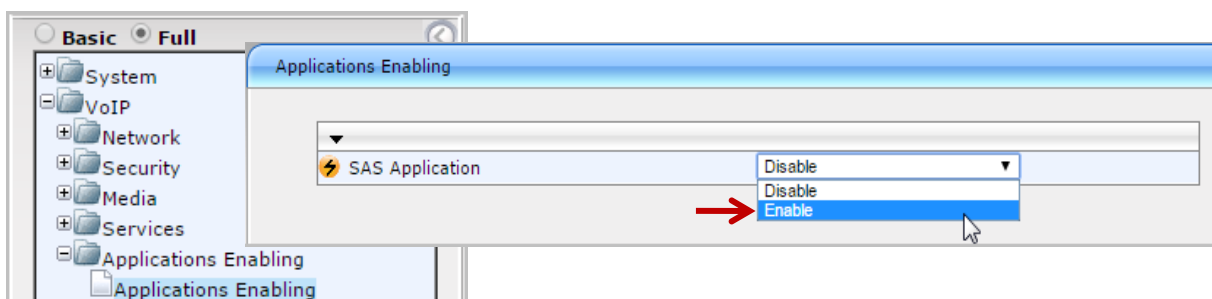 Basic Full
System
VoIP
Network
Security
Media
Services
Applications Enabling
Applications Enabling
Applications Enabling
SAS Application Disable
Disable
Enable